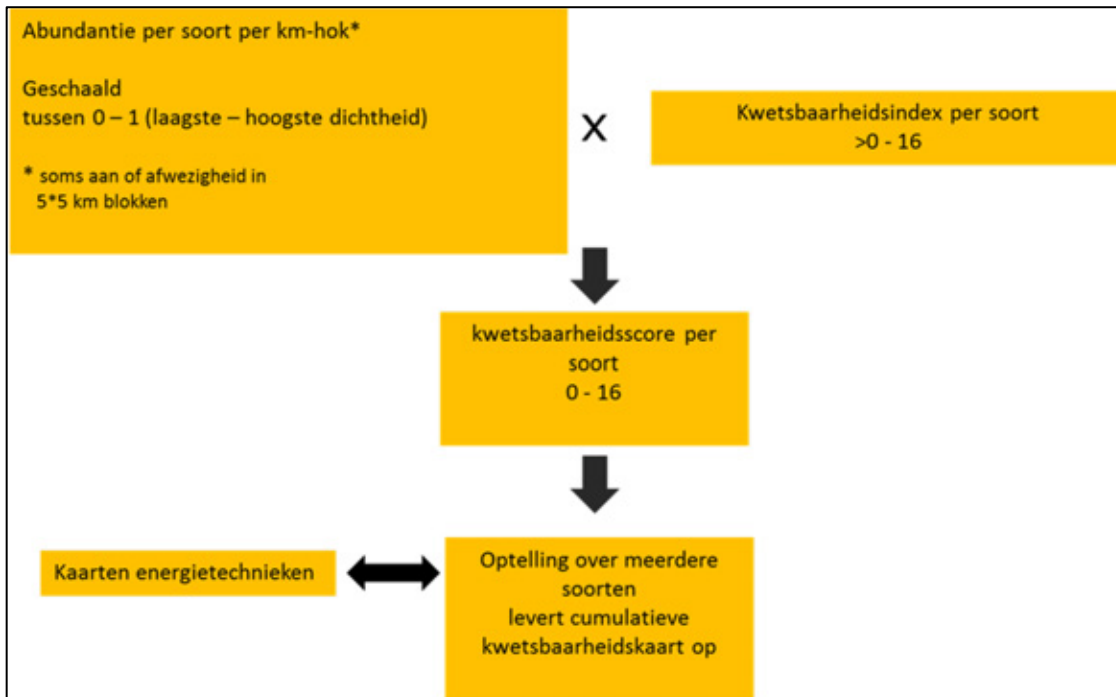 Abundantie per soort per km-hok*
Geschaald
tussen 0 – 1 (laagste – hoogste dichtheid)
* soms aan of afwezigheid in
5*5 km blokken
X
Kwetsbaarheidsindex per soort
>0 - 16
kwetsbaarheidsscore per
soort
0 - 16
Kaarten energietechnieken
Optelling over meerdere
soorten
levert cumulatieve
kwetsbaarheidskaart op